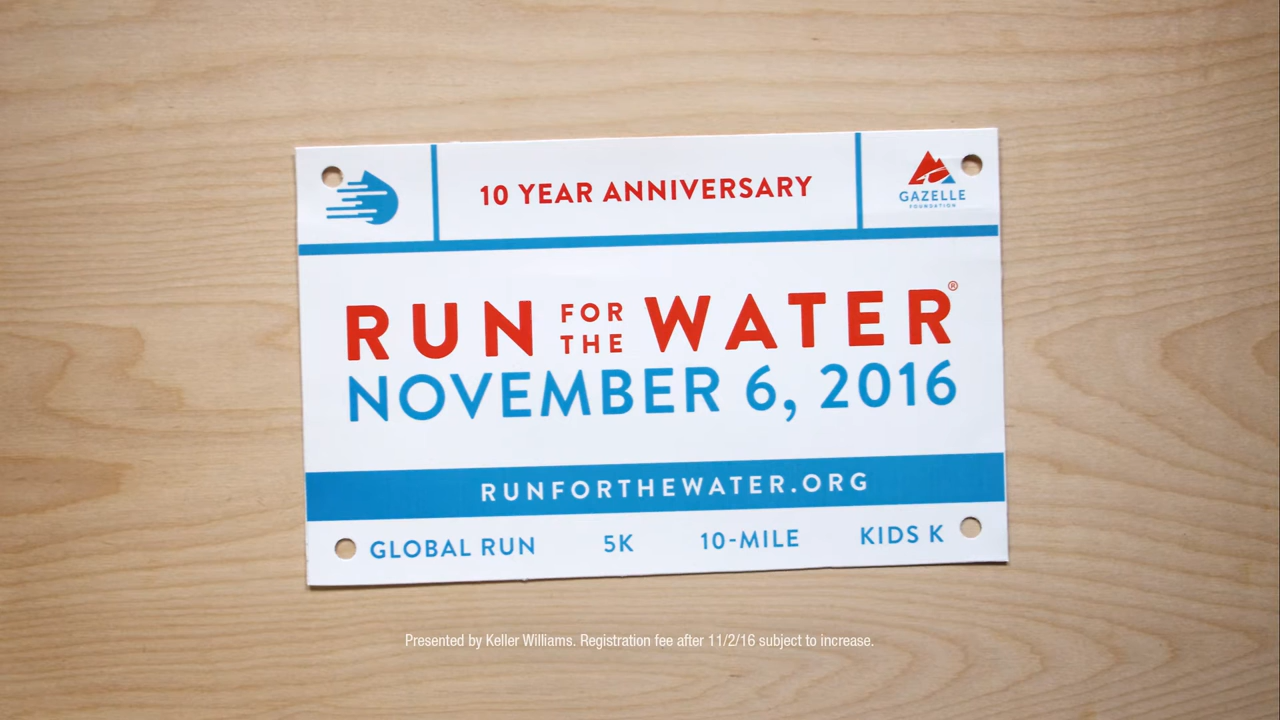 10 YEAR ANNIVERSARY
GAZELLE
FOUNDATION
RUN FOR THE WATER®
NOVEMBER 6, 2016
RUNFORTHEWATER.ORG
GLOBAL RUN 5K 10-MILE KIDS K
Presented by Keller Williams. Registration fee after 11/2/16 subject to increase.